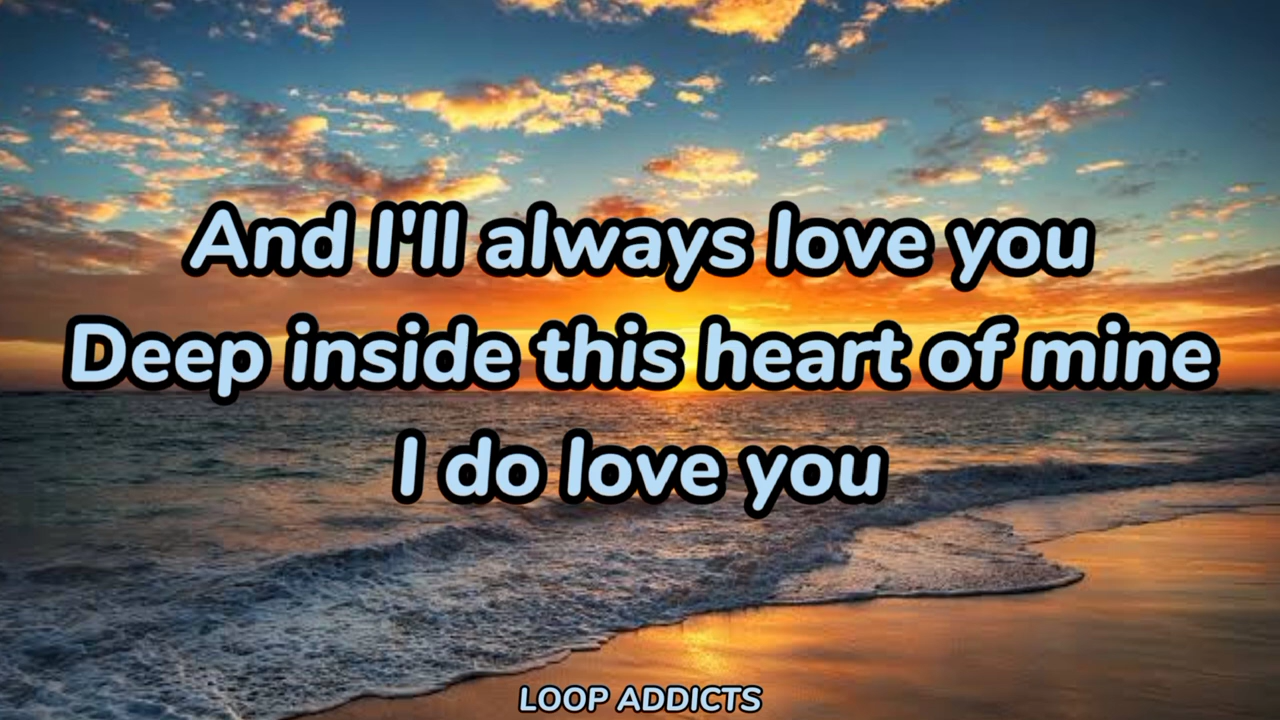 And I'll always love you
Deep inside this heart of mine
I do love you
LOOP ADDICTS